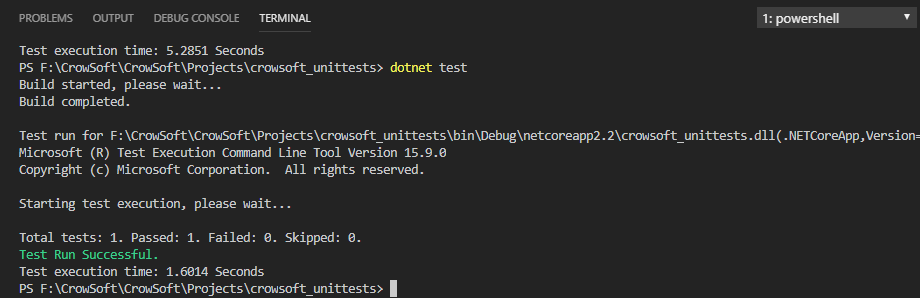 PROBLEMS OUTPUT DEBUG CONSOLE TERMINAL 1: powershell
Test execution time: 5.2851 Seconds
PS F:\CrowSoft\CrowSoft\Projects\crowsoft_unittests> dotnet test
Build started, please wait...
Build completed.
Test run for F:\CrowSoft\CrowSoft\Projects\crowsoft_unittests\bin\Debug\netcoreapp2.2\crowsoft_unittests.dll(.NETCoreApp,Version=
Microsoft (R) Test Execution Command Line Tool Version 15.9.0
Copyright (c) Microsoft Corporation.  All rights reserved.
Starting test execution, please wait...
Total tests: 1. Passed: 1. Failed: 0. Skipped: 0.
Test Run Successful.
Test execution time: 1.6014 Seconds
PS F:\CrowSoft\CrowSoft\Projects\crowsoft_unittests>